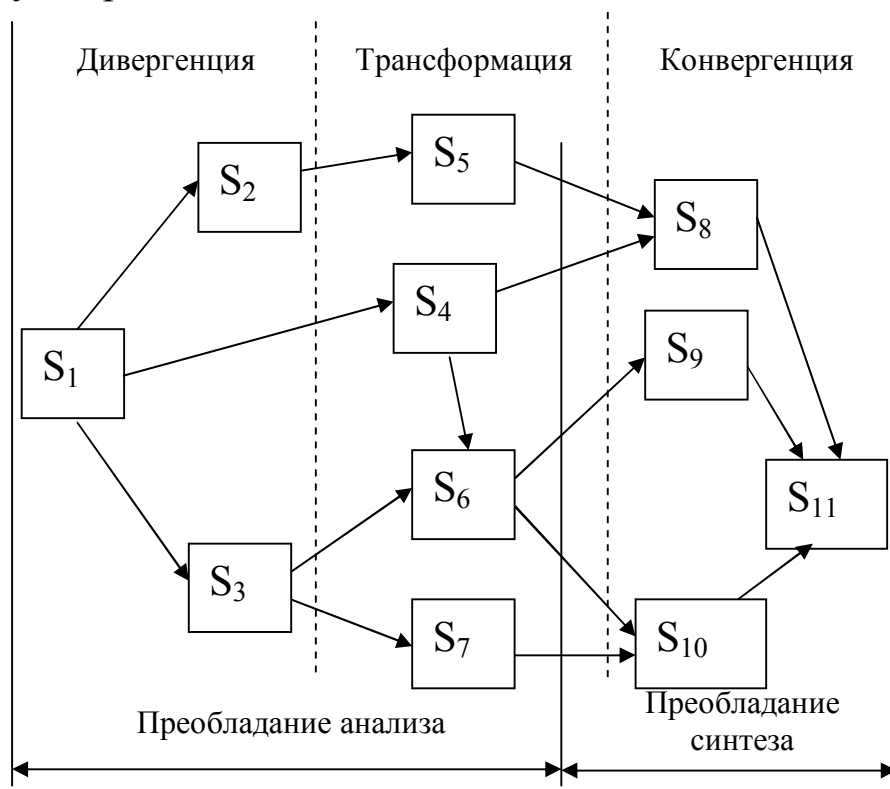 Дивергенция
Трансформация
Конвергенция
S5
S2
S8
S4
S9
S1
S6
S11
S3
S7
S10
Преобладание анализа
Преобладание
синтеза